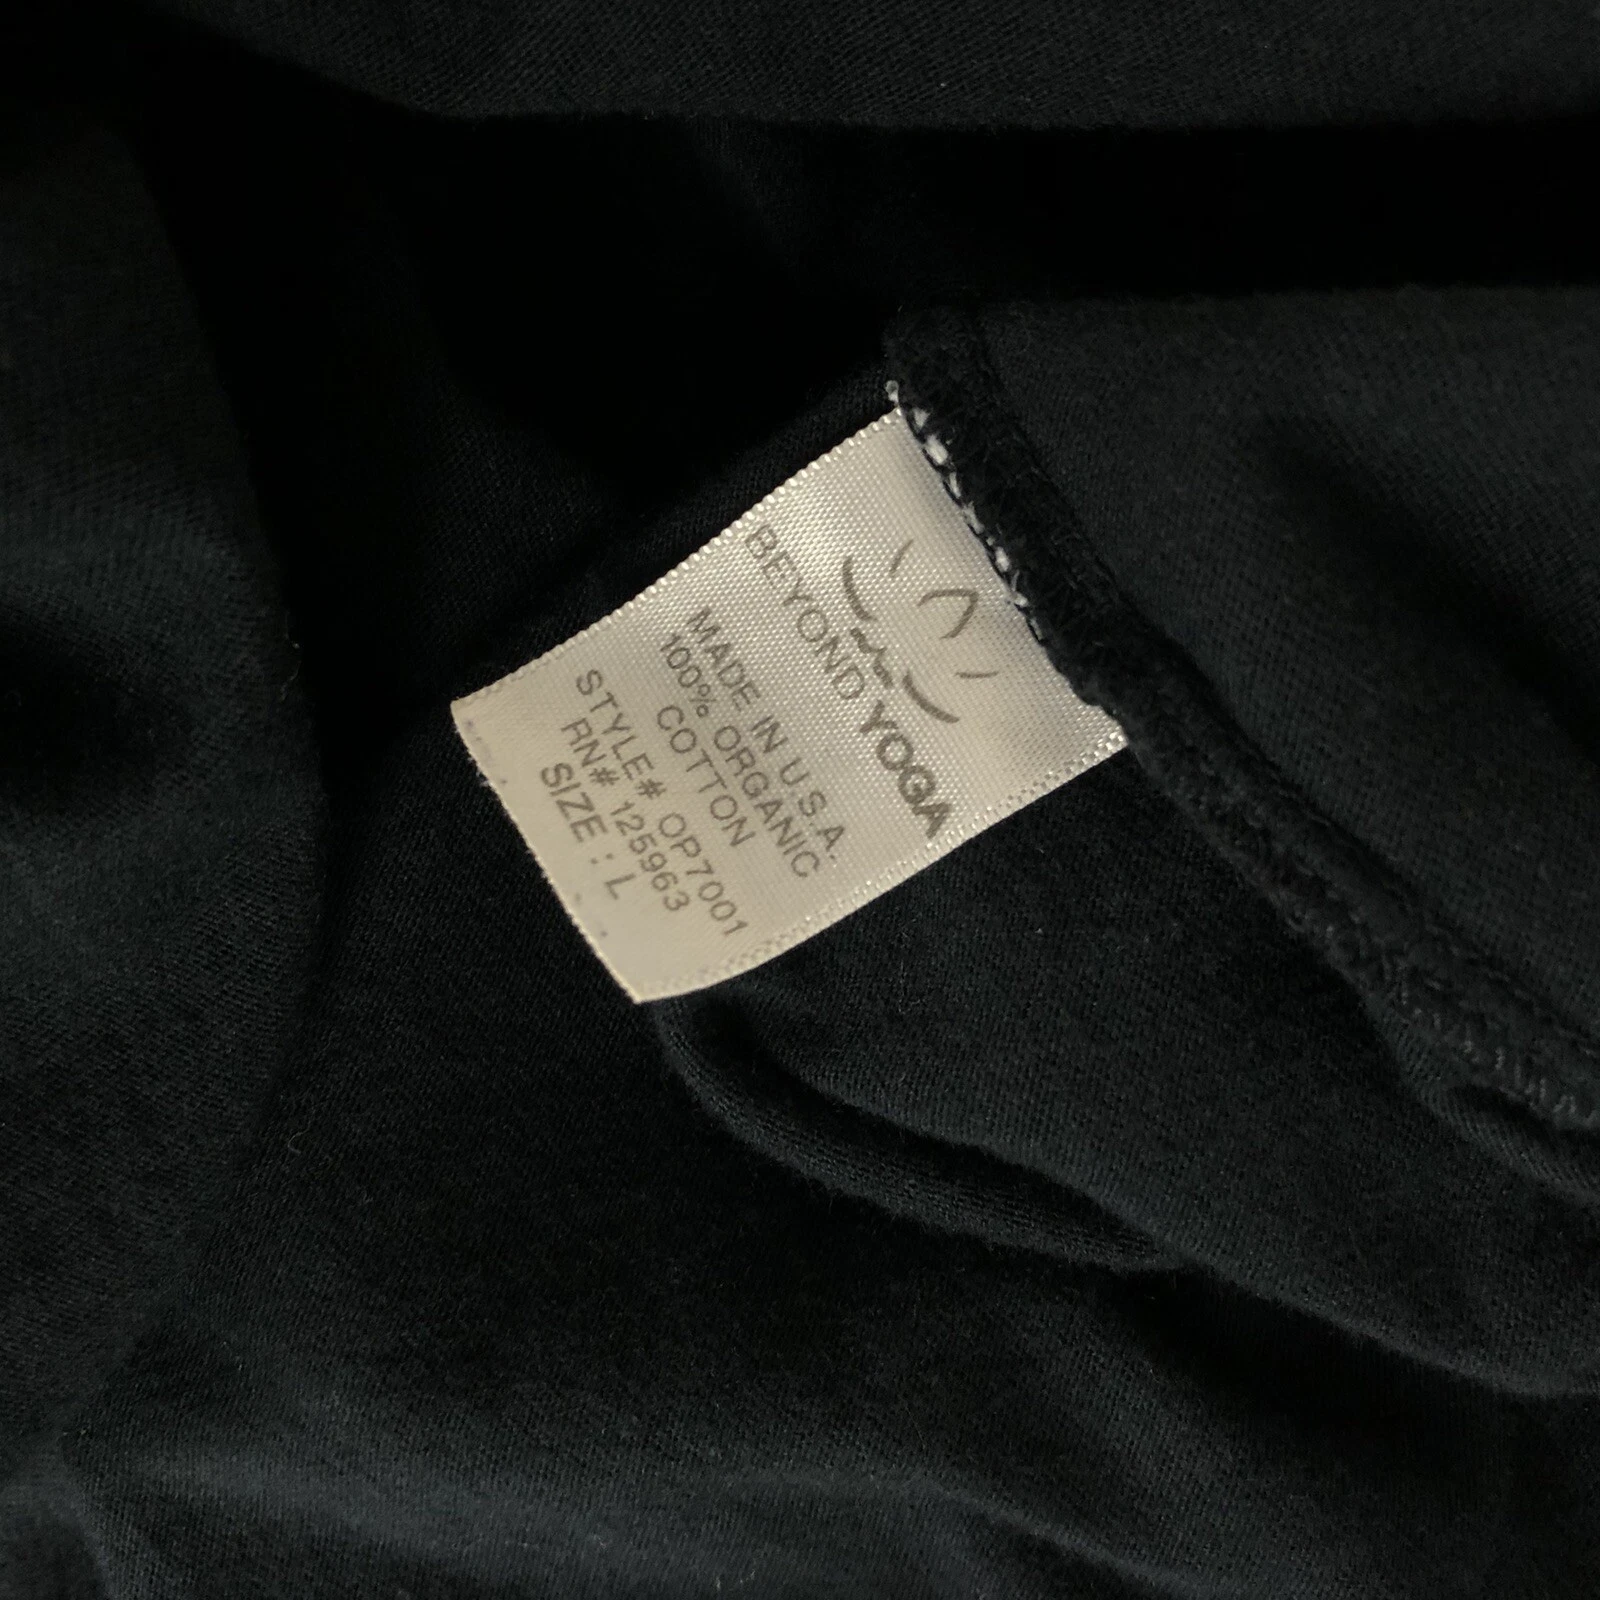 BEYOND YOGA
MADE IN U.S.A.
100% ORGANIC
COTTON
STYLE# OP7001
RN# 125963
SIZE : L